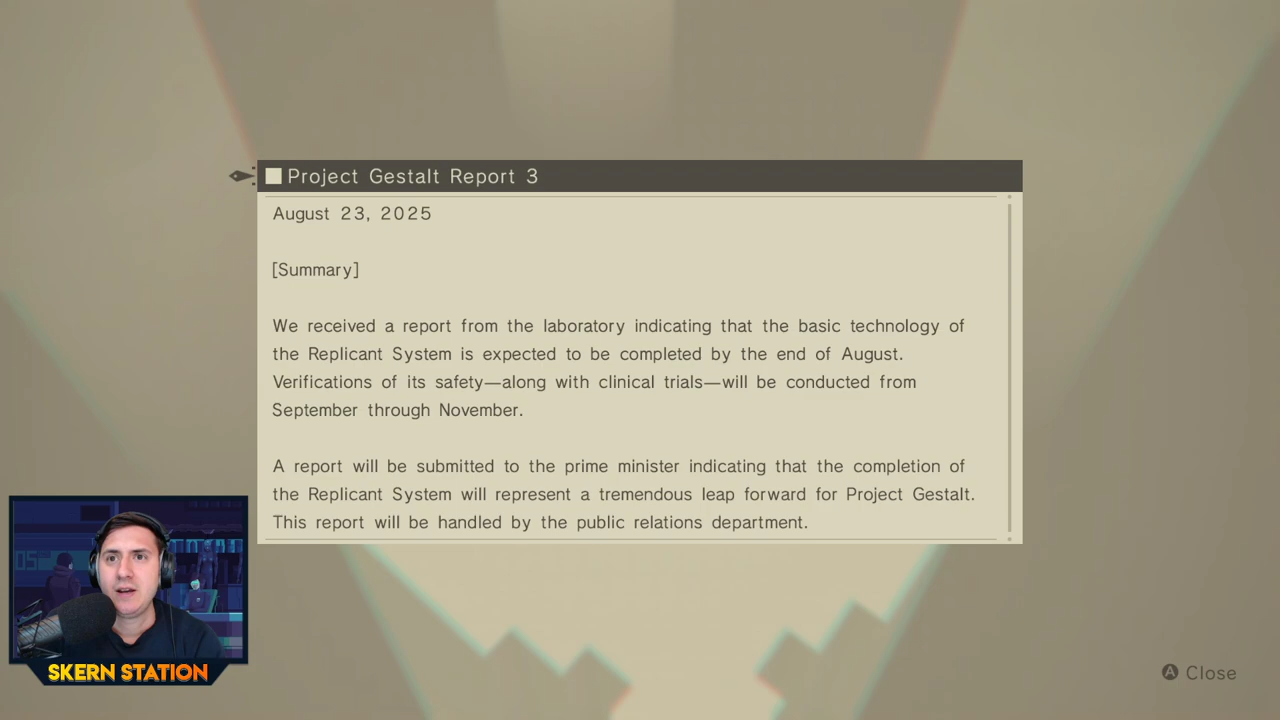 Project Gestalt Report 3
August 23, 2025
[Summary]
We received a report from the laboratory indicating that the basic technology of
the Replicant System is expected to be completed by the end of August.
Verifications of its safety—along with clinical trials—will be conducted from
September through November.
A report will be submitted to the prime minister indicating that the completion of
the Replicant System will represent a tremendous leap forward for Project Gestalt.
This report will be handled by the public relations department.
05
SKERN STATION
A Close